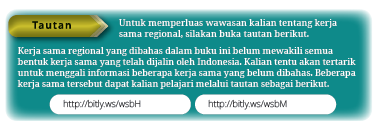 Tautan
Untuk memperluas wawasan kalian tentang kerja
sama regional, silakan buka tautan berikut.
Kerja sama regional yang dibahas dalam buku ini belum mewakili semua
bentuk kerja sama yang telah dijalin oleh Indonesia. Kalian tentu akan tertarik
untuk menggali informasi beberapa kerja sama yang belum dibahas. Beberapa
kerja sama tersebut dapat kalian pelajari melalui tautan sebagai berikut.
http://bitly.ws/wsbH
http://bitly.ws/wsbM